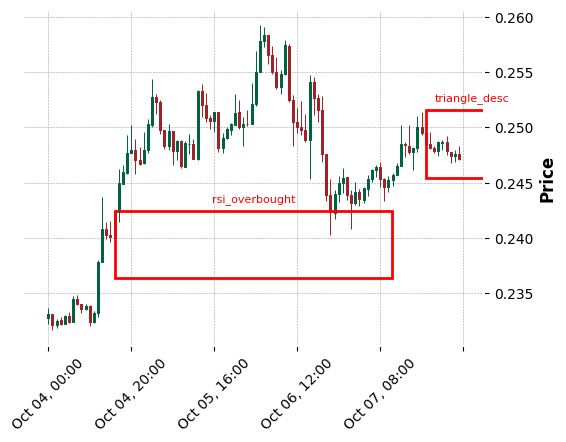 0.260
0.255
triangle_desc
0.250
0.245
rsi_overbought
0.240
0.235
Price
Oct 04, 00:00
Oct 04, 20:00
Oct 05, 16:00
Oct 06, 12:00
Oct 07, 08:00